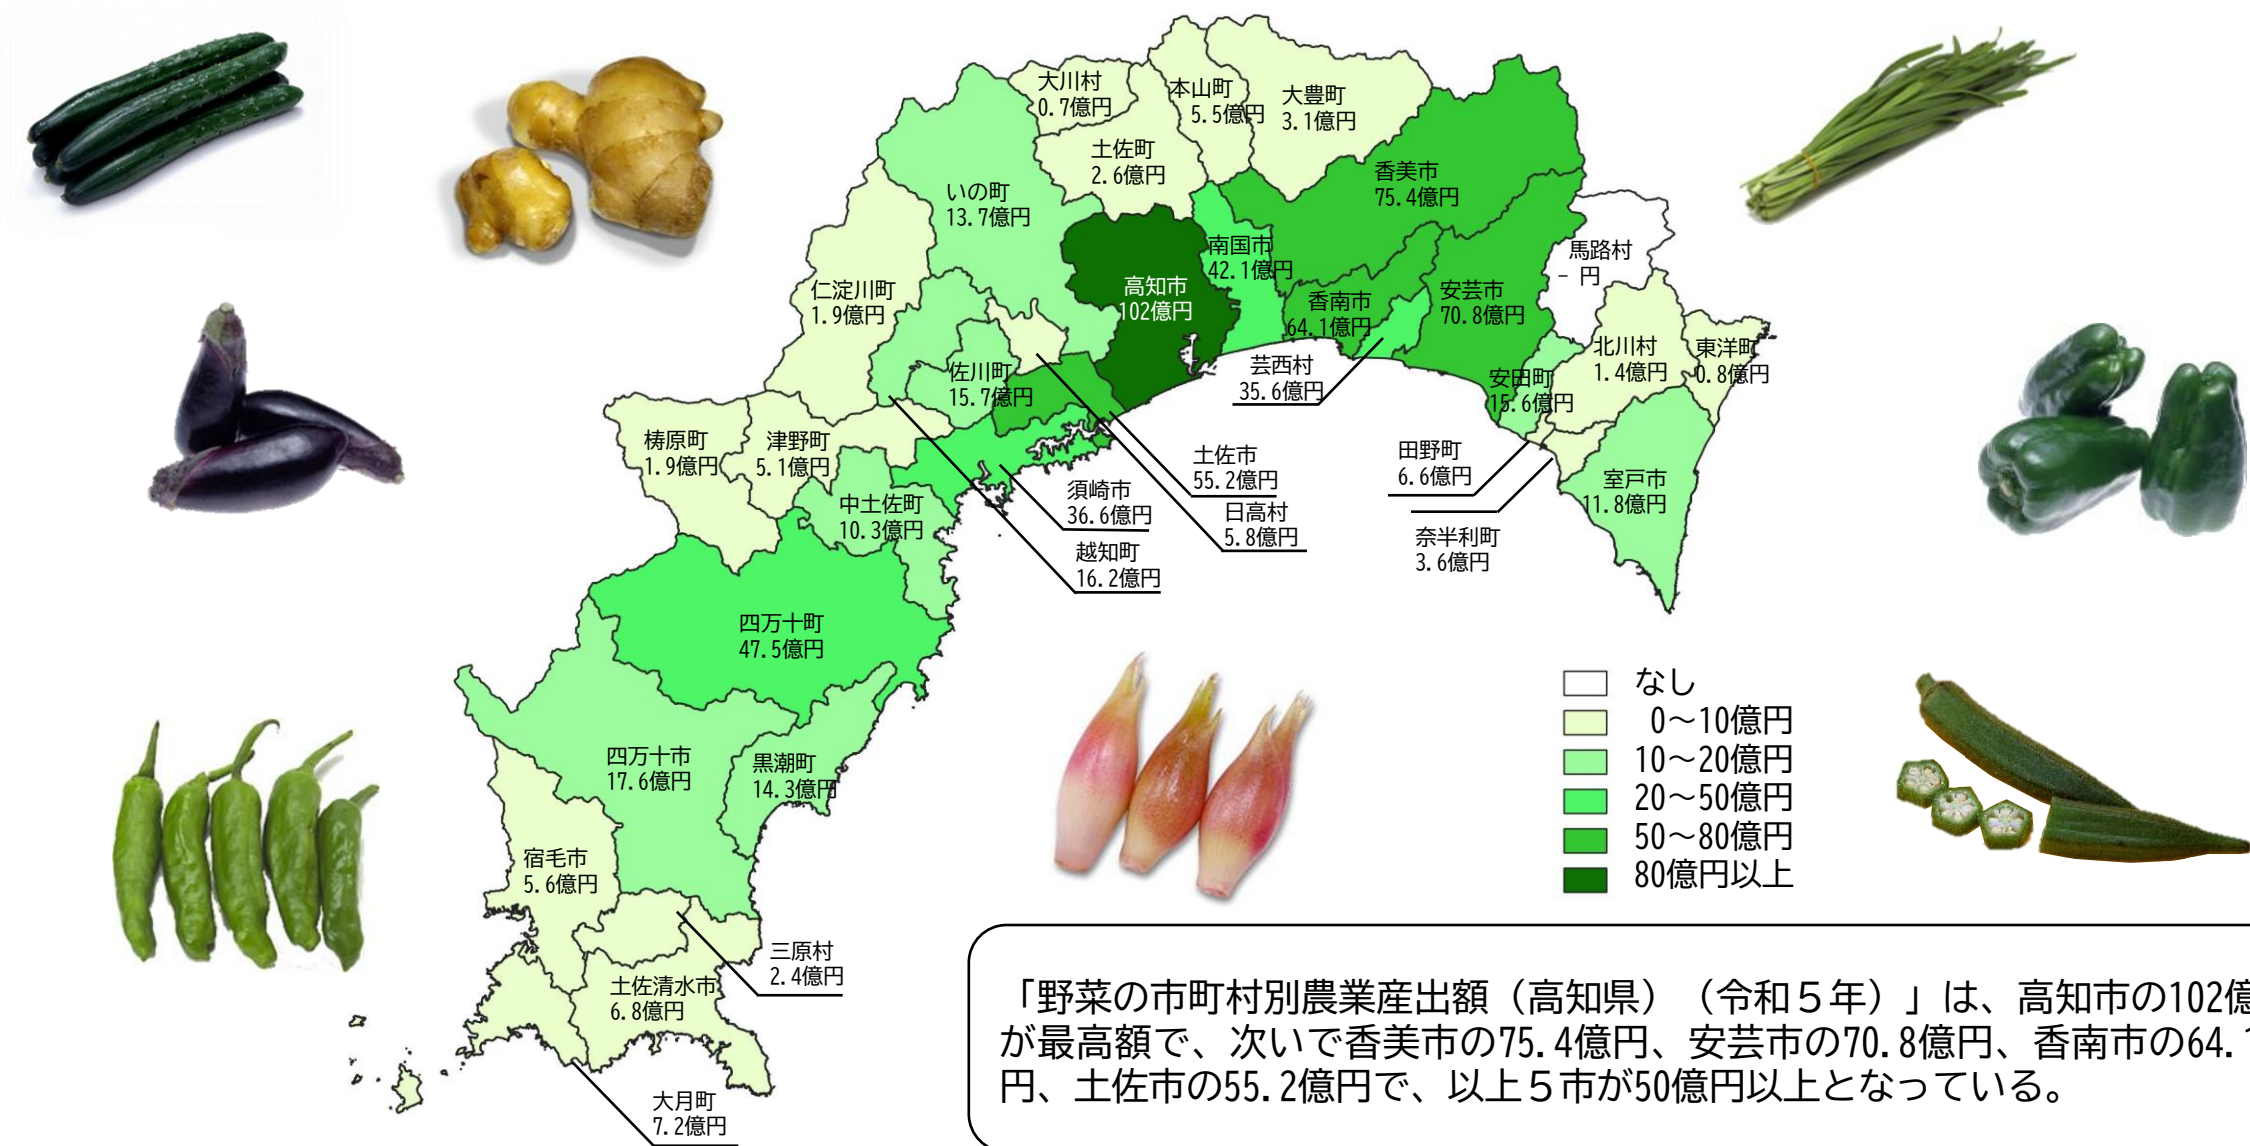 大川村
0.7億円
本山町
5.5億円
大豊町
3.1億円
土佐町
2.6億円
いの町
13.7億円
香美市
75.4億円
南国市
42.1億円
馬路村
- 円
仁淀川町
1.9億円
高知市
102億円
香南市
64.1億円
安芸市
70.8億円
北川村
1.4億円
東洋町
0.8億円
佐川町
15.7億円
芸西村
35.6億円
安田町
15.6億円
梼原町
1.9億円
津野町
5.1億円
土佐市
55.2億円
田野町
6.6億円
室戸市
11.8億円
中土佐町
10.3億円
須崎市
36.6億円
日高村
5.8億円
奈半利町
3.6億円
越知町
16.2億円
四万十町
47.5億円
四万十市
17.6億円
黒潮町
14.3億円
宿毛市
5.6億円
三原村
2.4億円
土佐清水市
6.8億円
大月町
7.2億円
なし
0～10億円
10～20億円
20～50億円
50～80億円
80億円以上
「野菜の市町村別農業産出額（高知県）（令和５年）」は、高知市の102億
が最高額で、次いで香美市の75.4億円、安芸市の70.8億円、香南市の64.1
円、土佐市の55.2億円で、以上５市が50億円以上となっている。